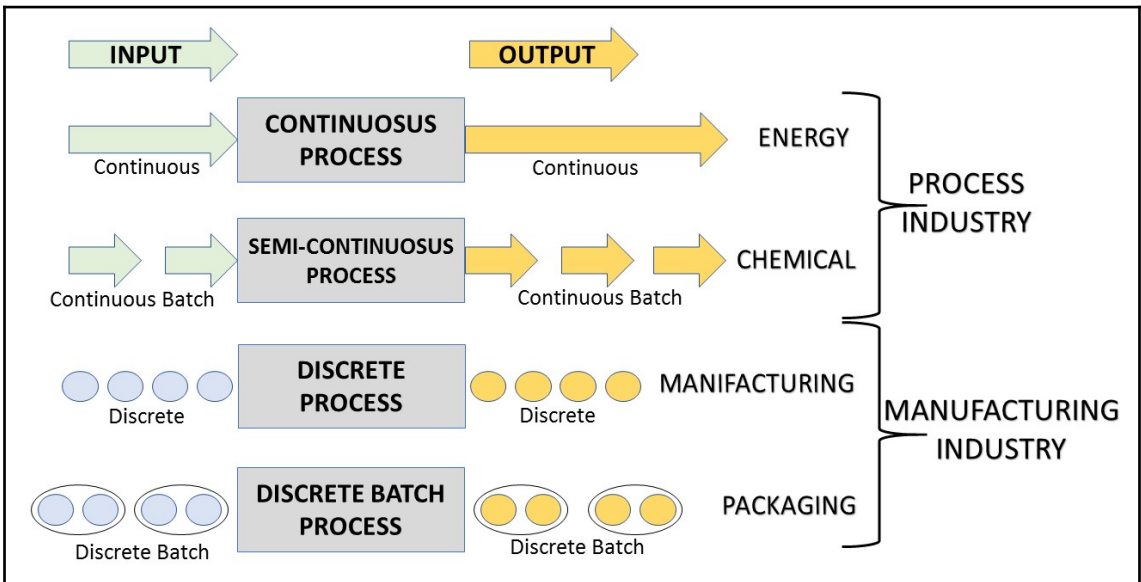 INPUT
OUTPUT
CONTINUOSUS
PROCESS
Continuous
Continuous
ENERGY
SEMI-CONTINUOSUS
PROCESS
Continuous Batch
Continuous Batch
CHEMICAL
PROCESS
INDUSTRY
DISCRETE
PROCESS
Discrete
Discrete
MANIFACTURING
DISCRETE BATCH
PROCESS
Discrete Batch
Discrete Batch
PACKAGING
MANUFACTURING
INDUSTRY